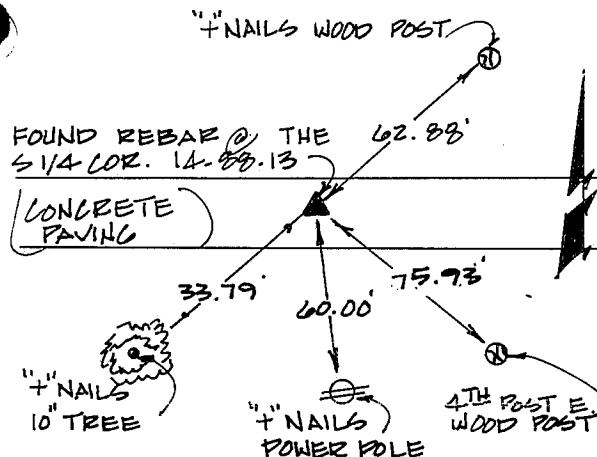 "+" NAILS WOOD POST
62.88'
FOUND REBAR @ THE
S 1/4 COR. 14-88-13
CONCRETE
PAVING
33.79'
60.00'
75.93'
"+" NAILS
10" TREE
"+" NAILS
POWER POLE
4TH POST E.
WOOD POST